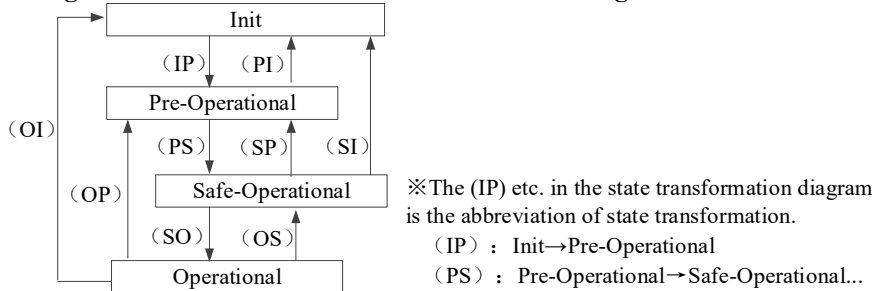 Init
（IP）
（PI）
Pre-Operational
（OI）
（PS）
（SP）
（SI）
（OP）
Safe-Operational
（SO）
（OS）
Operational
※The (IP) etc. in the state transformation diagram
is the abbreviation of state transformation.
（IP）：Init→Pre-Operational
（PS）：Pre-Operational→Safe-Operational...